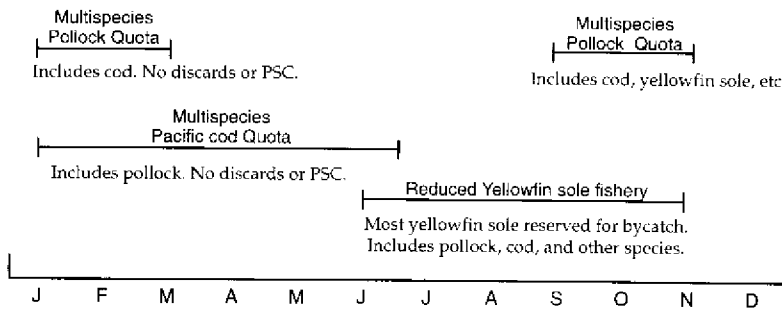 Multispecies
Pollock Quota
Includes cod. No discards or PSC.
Multispecies
Pollock Quota
Includes cod, yellowfin sole, etc
Multispecies
Pacific cod Quota
Includes pollock. No discards or PSC.
Reduced Yellowfin sole fishery
Most yellowfin sole reserved for bycatch.
Includes pollock, cod, and other species.
J F M A M J J A S O N D